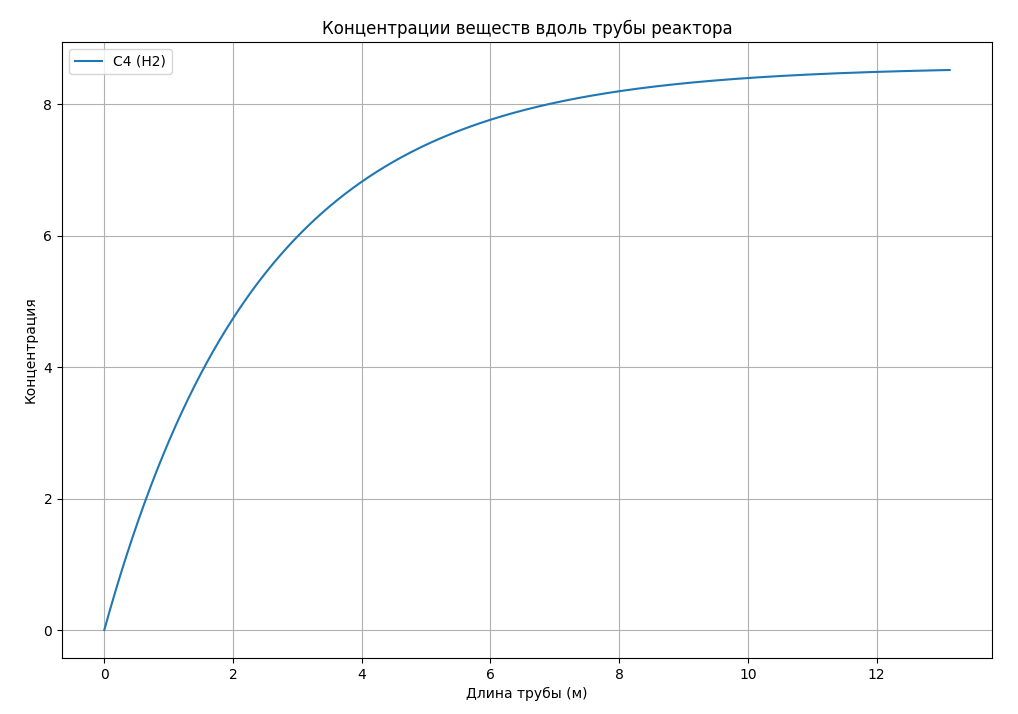 Концентрации веществ вдоль трубы реактора
C4 (H2)
Концентрация
8
6
4
2
0
0 2 4 6 8 10 12
Длина трубы (м)